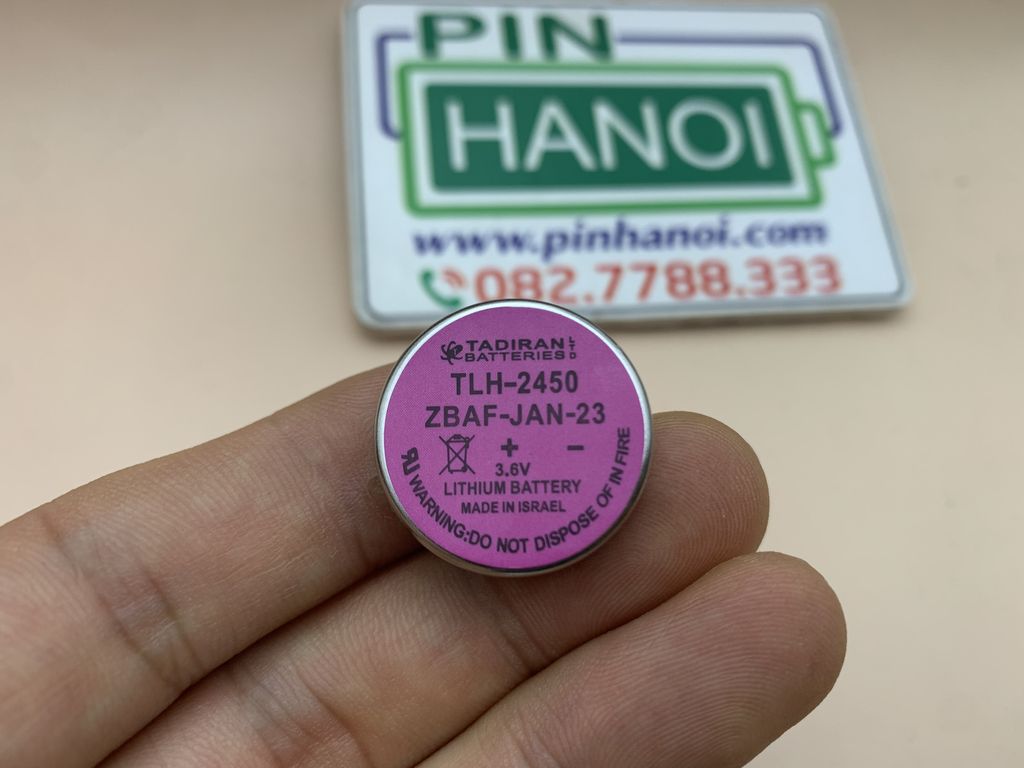 PIN
HANOI
www.pinhanoi.com
082.7788.333
TADIRAN
BATTERIES LTD
TLH-2450
ZBAF-JAN-23
+ -
3.6V
LITHIUM BATTERY
MADE IN ISRAEL
WARNING:DO NOT DISPOSE OF IN FIRE